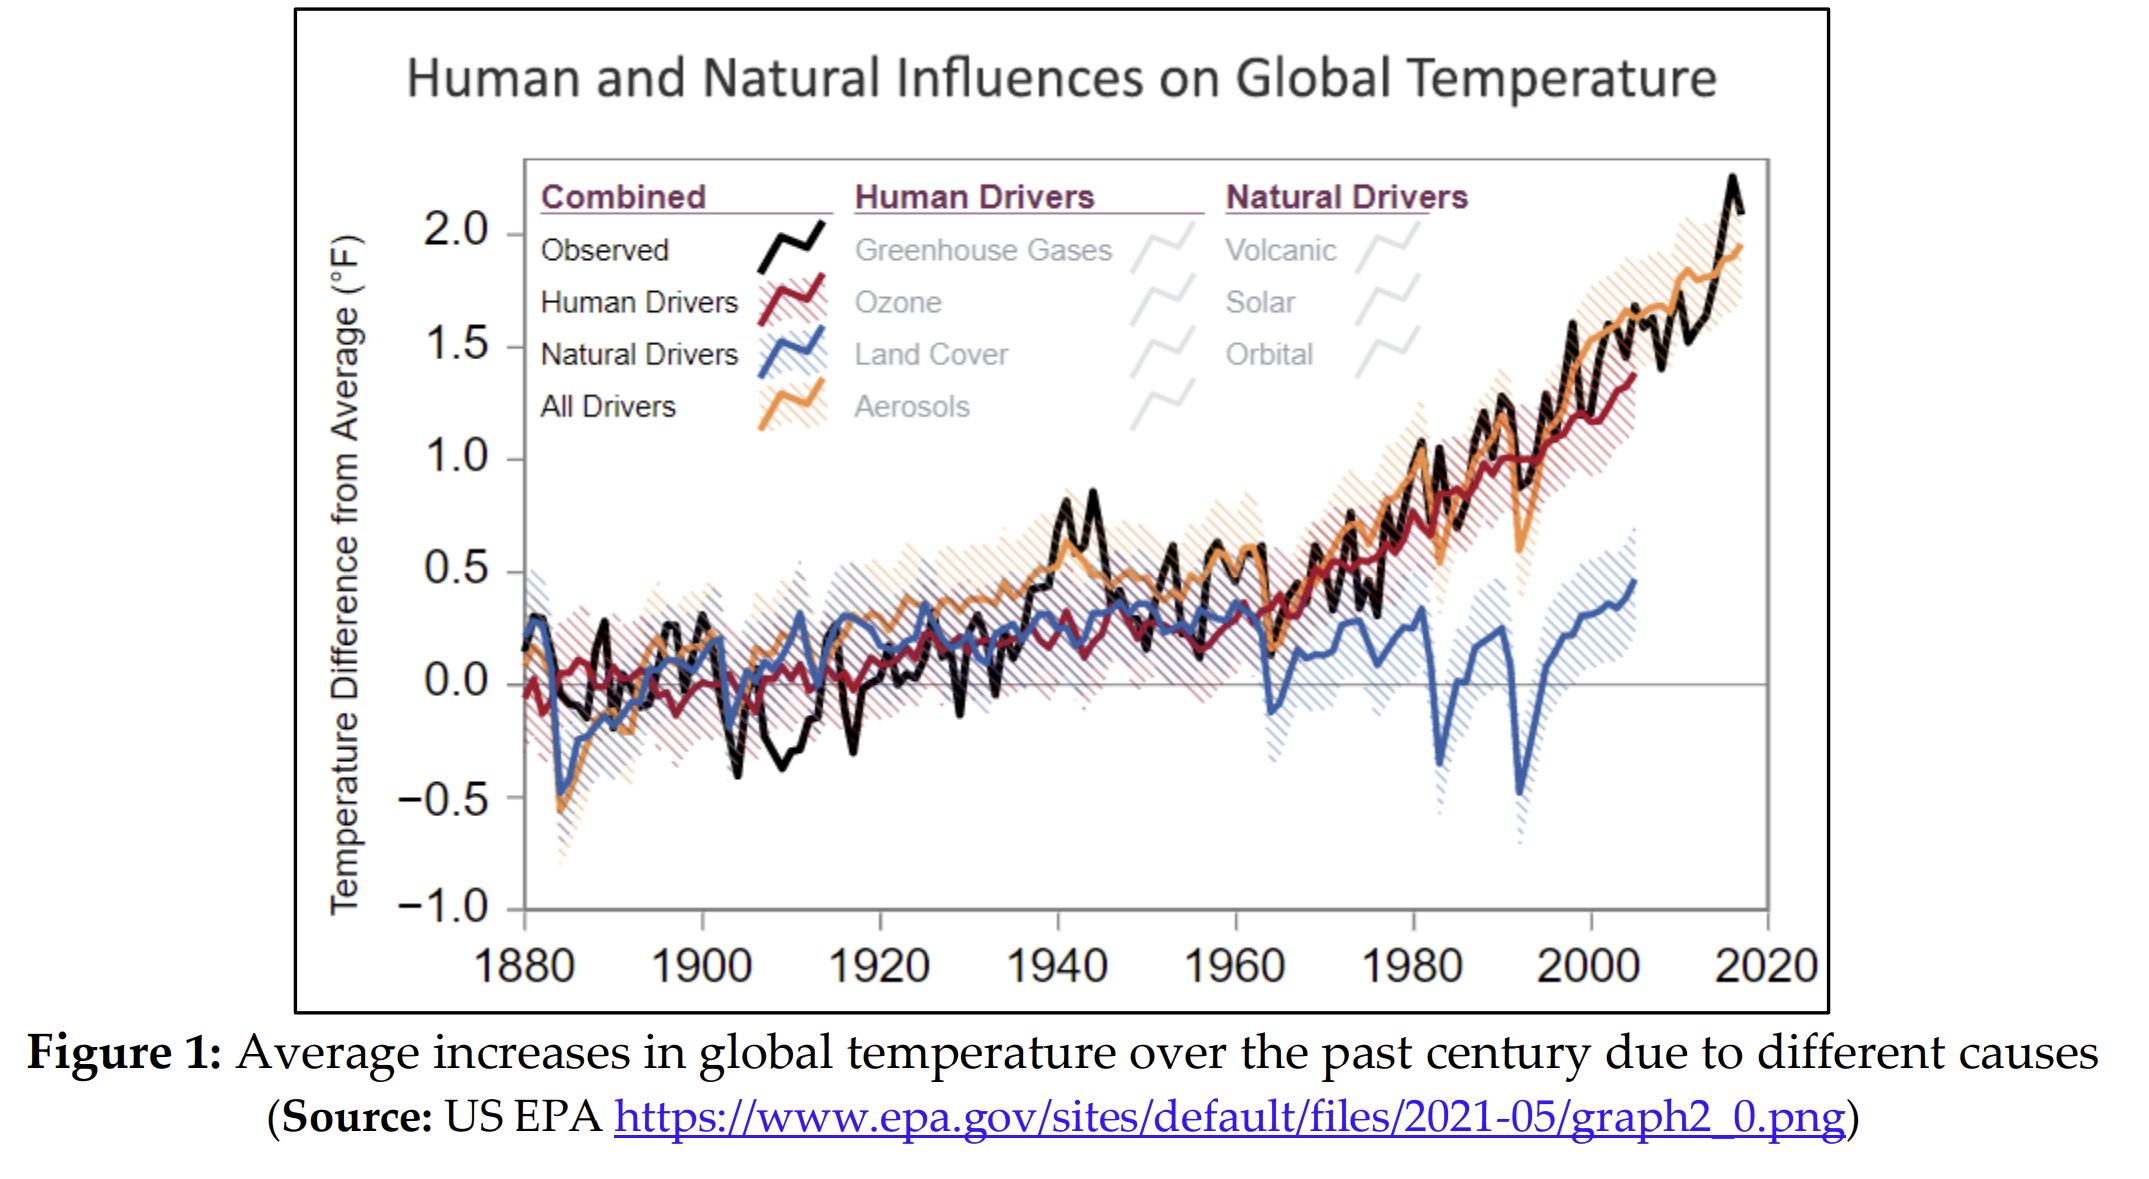 Human and Natural Influences on Global Temperature
Combined Human Drivers Natural Drivers
Observed Greenhouse Gases Volcanic
Human Drivers Ozone Solar
Natural Drivers Land Cover Orbital
All Drivers Aerosols
Temperature Difference from Average (°F)
2.0
1.5
1.0
0.5
0.0
−0.5
−1.0
1880 1900 1920 1940 1960 1980 2000 2020
Figure 1: Average increases in global temperature over the past century due to different causes
(Source: US EPA https://www.epa.gov/sites/default/files/2021-05/graph2_0.png)